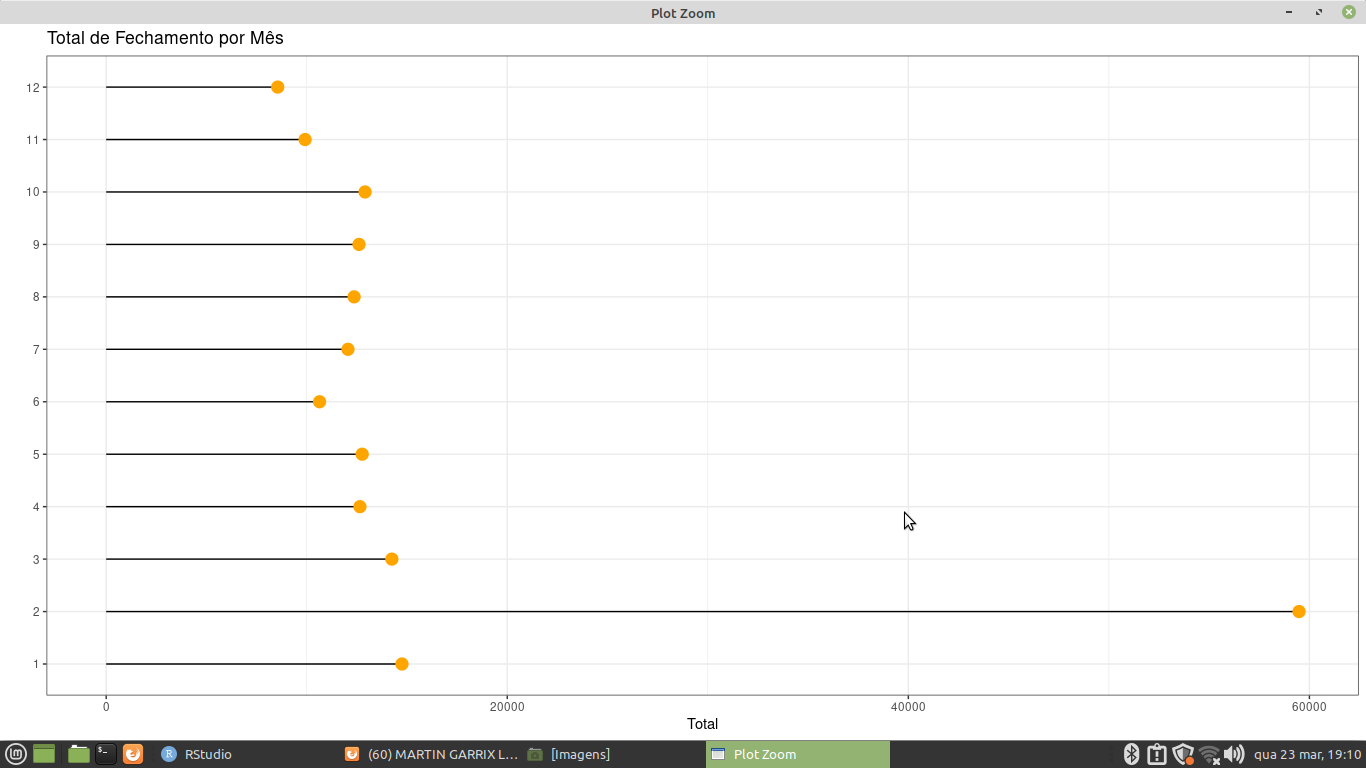 Plot Zoom
Total de Fechamento por Mês
12
11
10
9
8
7
6
5
4
3
2
1
0 20000 40000 60000
Total
RStudio (60) MARTIN GARRIX L... [Imagens] Plot Zoom qua 23 mar, 19:10